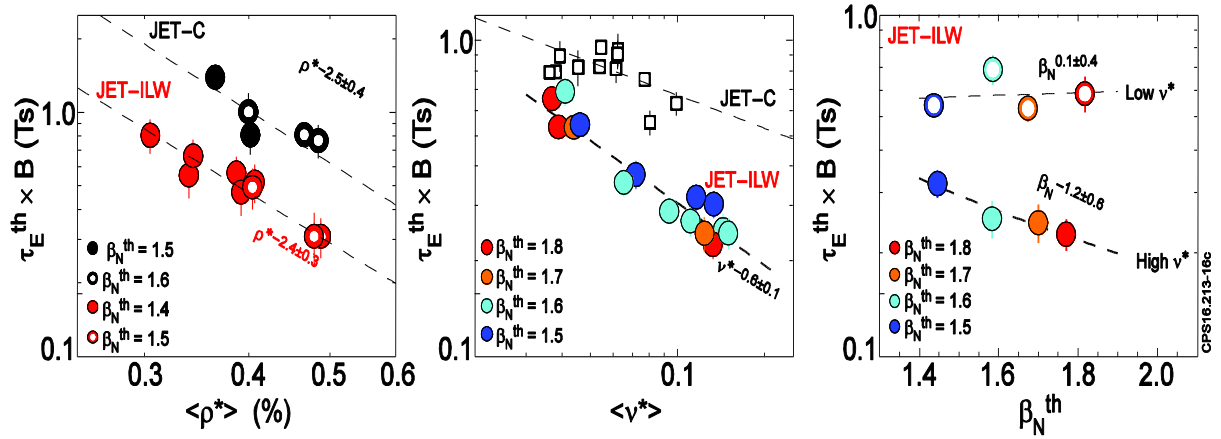 JET–C
ρ*–2.5±0.4
JET–ILW
ρ*–2.4±0.3
βNth = 1.5
βNth = 1.6
βNth = 1.4
βNth = 1.5
τEth × B (Ts)
1.0
0.1
0.3 0.4 0.5 0.6
<ρ*> (%)
1.0
JET–C
JET–ILW
ν*–0.6±0.1
βNth = 1.8
βNth = 1.7
βNth = 1.6
βNth = 1.5
τEth × B (Ts)
0.1
0.1
<ν*>
1.0
JET–ILW
βN0.1±0.4
Low ν*
βN–1.2±0.6
High ν*
βNth = 1.8
βNth = 1.7
βNth = 1.6
βNth = 1.5
τEth × B (Ts)
0.1
1.4 1.6 1.8 2.0
βNth
CPS16.213-16c